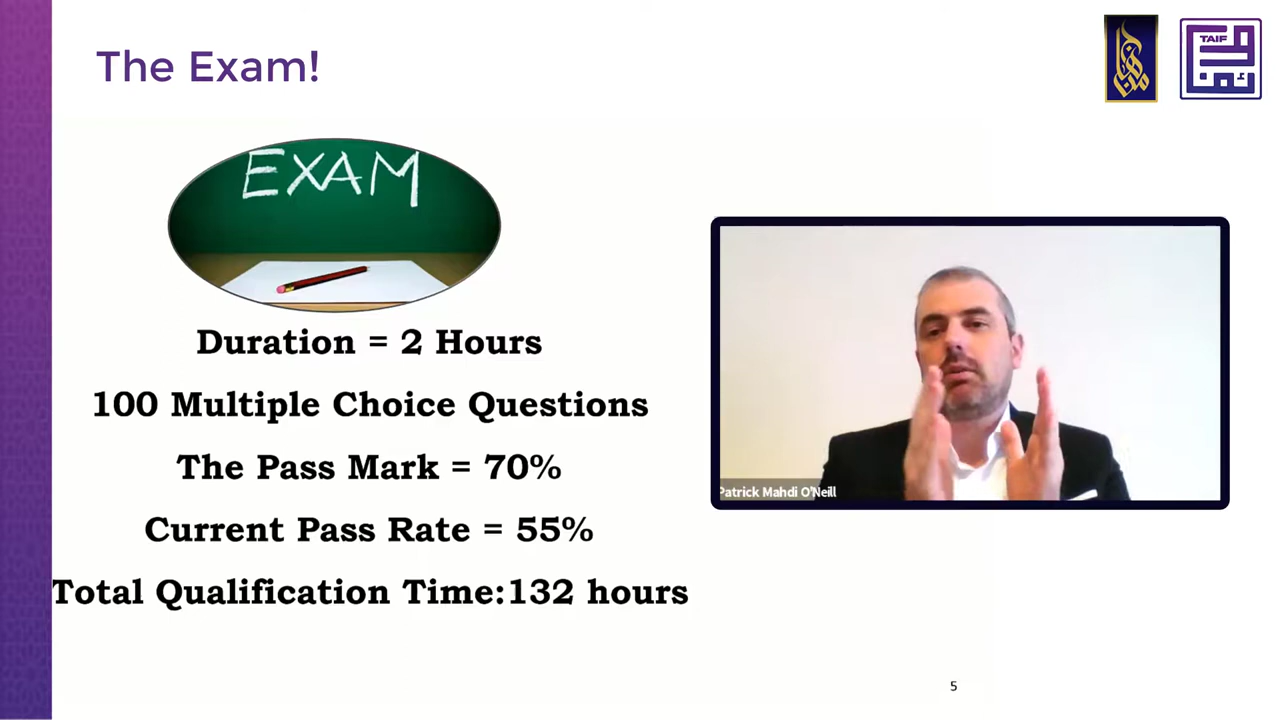 The Exam!
TAIF
EXAM
Duration = 2 Hours
100 Multiple Choice Questions
The Pass Mark = 70%
Current Pass Rate = 55%
Total Qualification Time:132 hours
Patrick Mahdi O'Neill
5